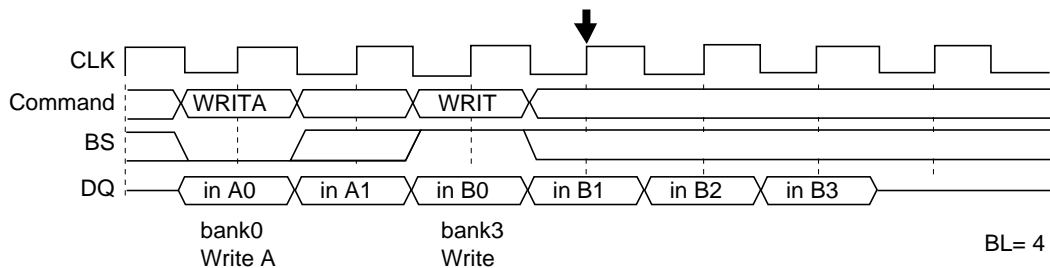 CLK
Command WRITA WRIT
BS
DQ in A0 in A1 in B0 in B1 in B2 in B3
bank0 bank3
Write A Write BL= 4